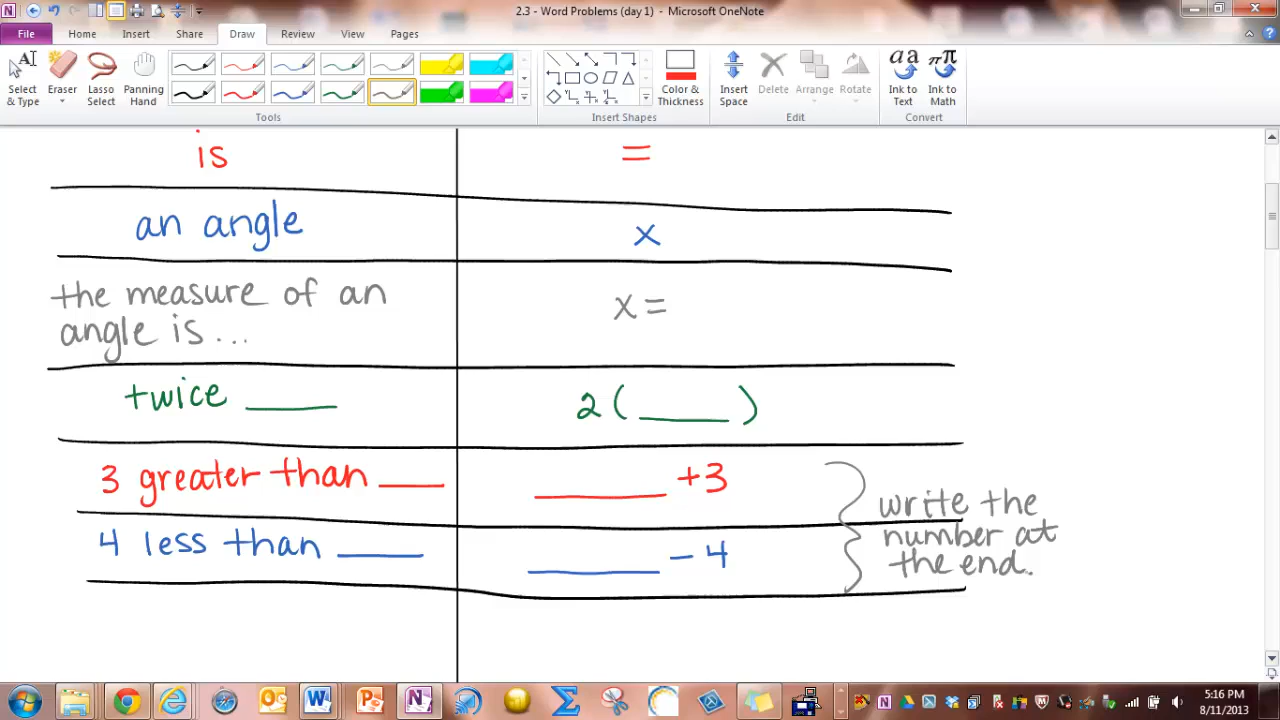 2.3 - Word Problems (day 1) - Microsoft OneNote
File Home Insert Share Draw Review View Pages
Select & Type
Eraser
Lasso Select
Panning Hand
Color & Thickness
Insert Space
Delete
Arrange
Rotate
Ink to Text
Ink to Math
Tools Insert Shapes Edit Convert
is =
an angle x
the measure of an
angle is... x =
twice ____ 2 ( ____ )
3 greater than ____ ____ +3
4 less than ____ ____ - 4
write the
number at
the end.
5:16 PM
8/11/2013